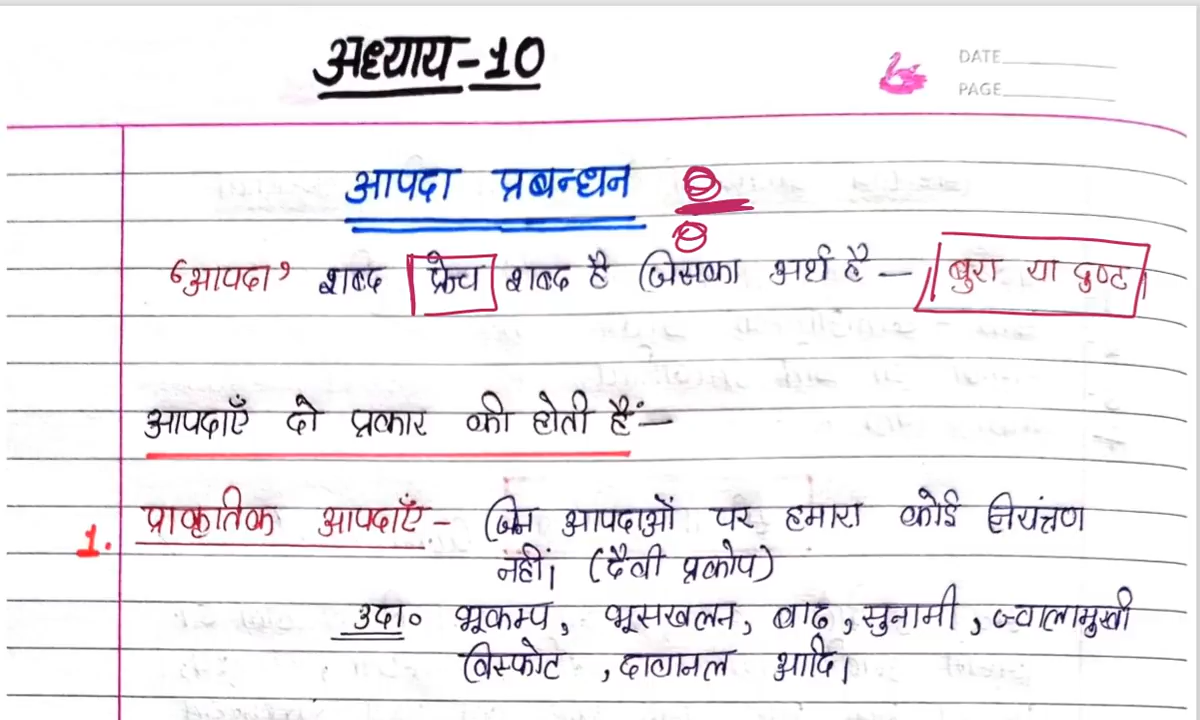 अध्याय-10
DATE
PAGE
आपदा प्रबन्धन
"आपदा" शब्द फ्रेन्च शब्द है जिसका अर्थ है — बुरा या दुष्ट
आपदाएँ दो प्रकार की होती हैं:—
1. प्राकृतिक आपदाएँ - जिन आपदाओं पर हमारा कोई नियंत्रण
नहीं। (दैवी प्रकोप)
उदा० भूकम्प, भूसखलन, बाढ़, सुनामी, ज्वालामुखी
विस्फोट, दावानल आदि।